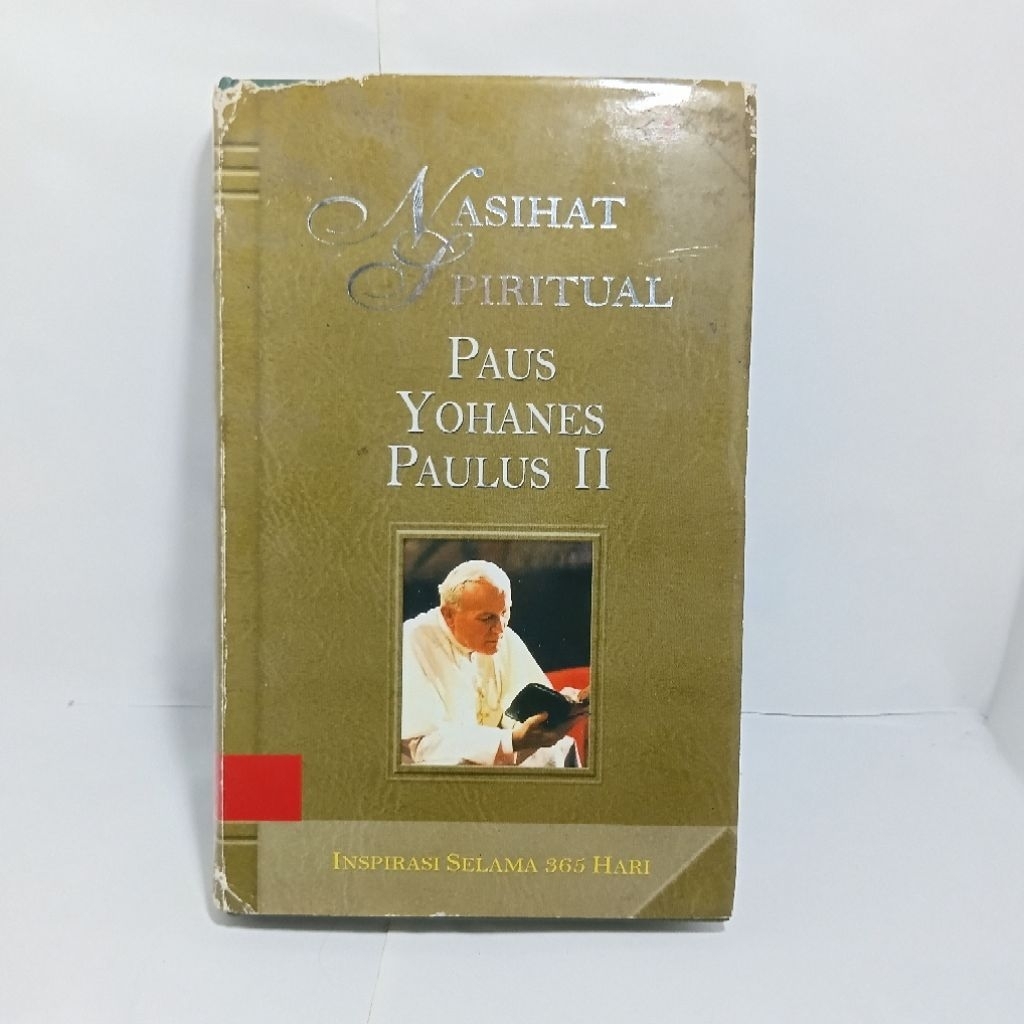 NASIHAT
SPIRITUAL
PAUS
YOHANES
PAULUS II
INSPIRASI SELAMA 365 HARI